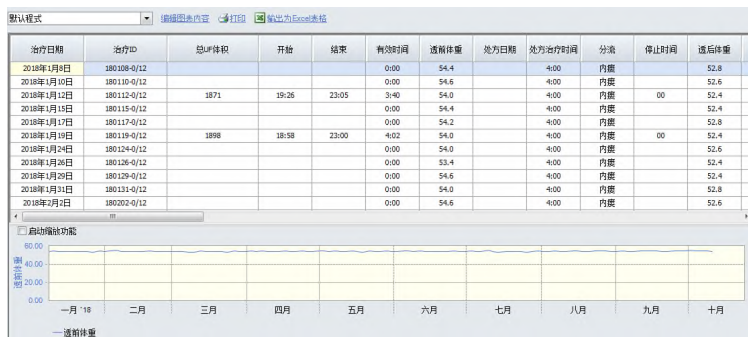 默认程式 编辑图表内容 打印 输出为Excel表格
治疗日期 治疗ID 总UF体积 开始 结束 有效时间 透前体重 处方日期 处方治疗时间 分流 停止时间 透后体重
2018年1月8日 180108-0/12 0:00 54.4 4:00 内瘘 52.8
2018年1月10日 180110-0/12 0:00 54.6 4:00 内瘘 52.6
2018年1月12日 180112-0/12 1871 19:26 23:05 3:40 54.0 4:00 内瘘 00 52.4
2018年1月15日 180115-0/12 0:00 54.4 4:00 内瘘 52.4
2018年1月17日 180117-0/12 0:00 54.2 4:00 内瘘 52.8
2018年1月19日 180119-0/12 1898 18:58 23:00 4:02 54.0 4:00 内瘘 00 52.4
2018年1月24日 180124-0/12 0:00 54.0 4:00 内瘘 52.6
2018年1月26日 180126-0/12 0:00 53.4 4:00 内瘘 52.4
2018年1月29日 180129-0/12 0:00 54.6 4:00 内瘘 52.4
2018年1月31日 180131-0/12 0:00 54.0 4:00 内瘘 52.8
2018年2月2日 180202-0/12 0:00 54.6 4:00 内瘘 52.6
启动缩放功能
60.00
40.00
20.00
0.00
透前体重
一月 '18 二月 三月 四月 五月 六月 七月 八月 九月 十月
透前体重